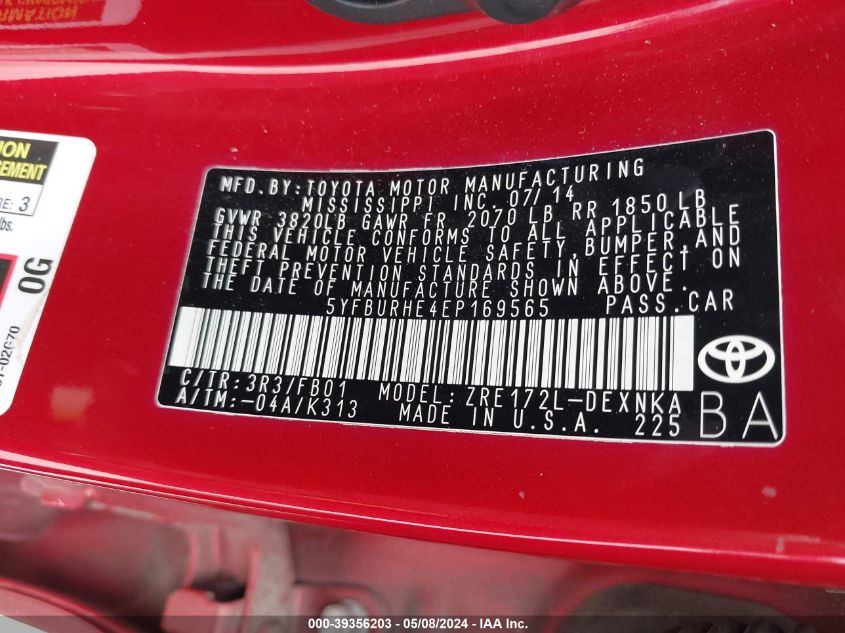 MFD.BY:TOYOTA MOTOR MANUFACTURING
MISSISSIPPI INC. 07/14
GVWR 3820LB GAWR FR 2070 LB RR 1850 LB
THIS VEHICLE CONFORMS TO ALL APPLICABLE
FEDERAL MOTOR VEHICLE SAFETY, BUMPER, AND
THEFT PREVENTION STANDARDS IN EFFECT ON
THE DATE OF MANUFACTURE SHOWN ABOVE.
5YFBURHE4EP169565 PASS.CAR
C/TR:3R3/FB01 MODEL:ZRE172L-DEXNKA
A/TM:-04A/K313 MADE IN U.S.A. 225
BA
3
lbs.
OG
000-39356203 - 05/08/2024 - IAA Inc.